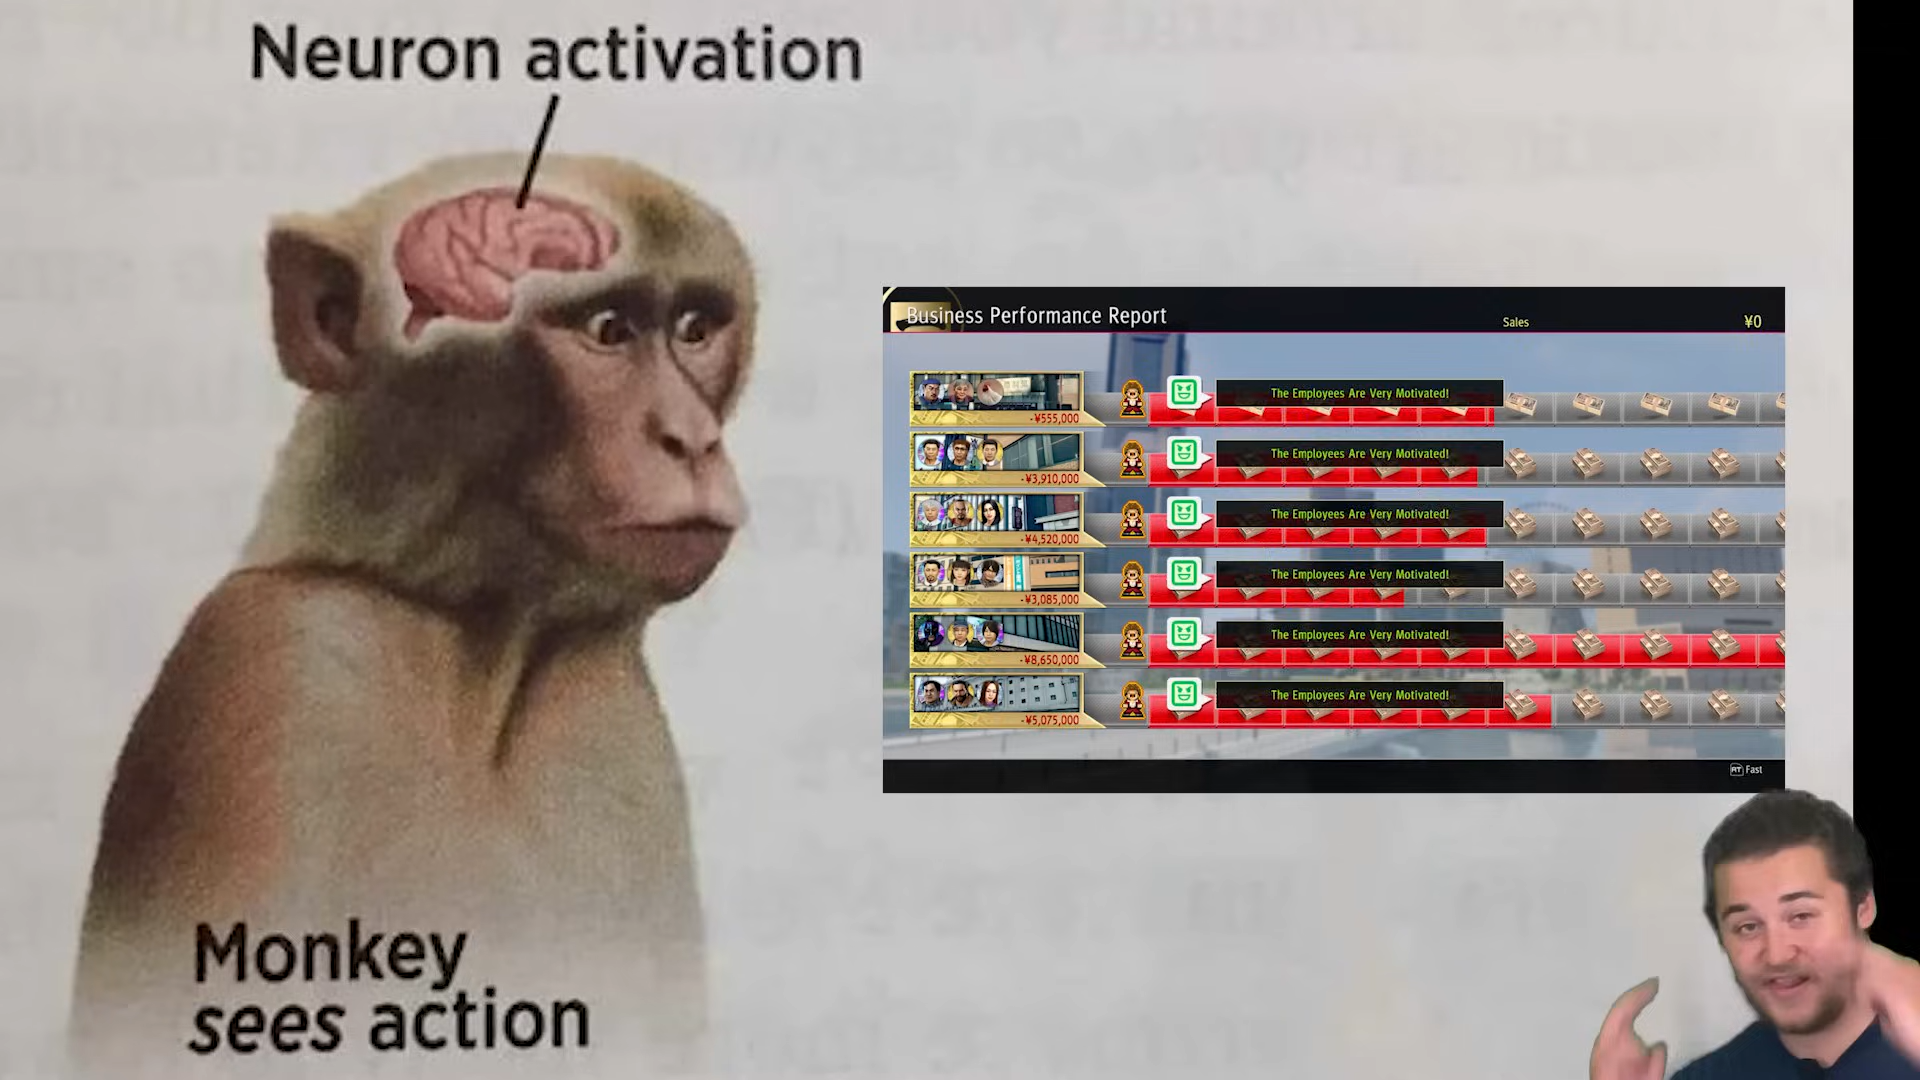 Neuron activation
Monkey
sees action
Business Performance Report
Sales
¥0
The Employees Are Very Motivated!
-¥555,000
The Employees Are Very Motivated!
-¥3,910,000
The Employees Are Very Motivated!
-¥4,520,000
The Employees Are Very Motivated!
-¥3,085,000
The Employees Are Very Motivated!
-¥8,650,000
The Employees Are Very Motivated!
-¥5,075,000
RT Fast